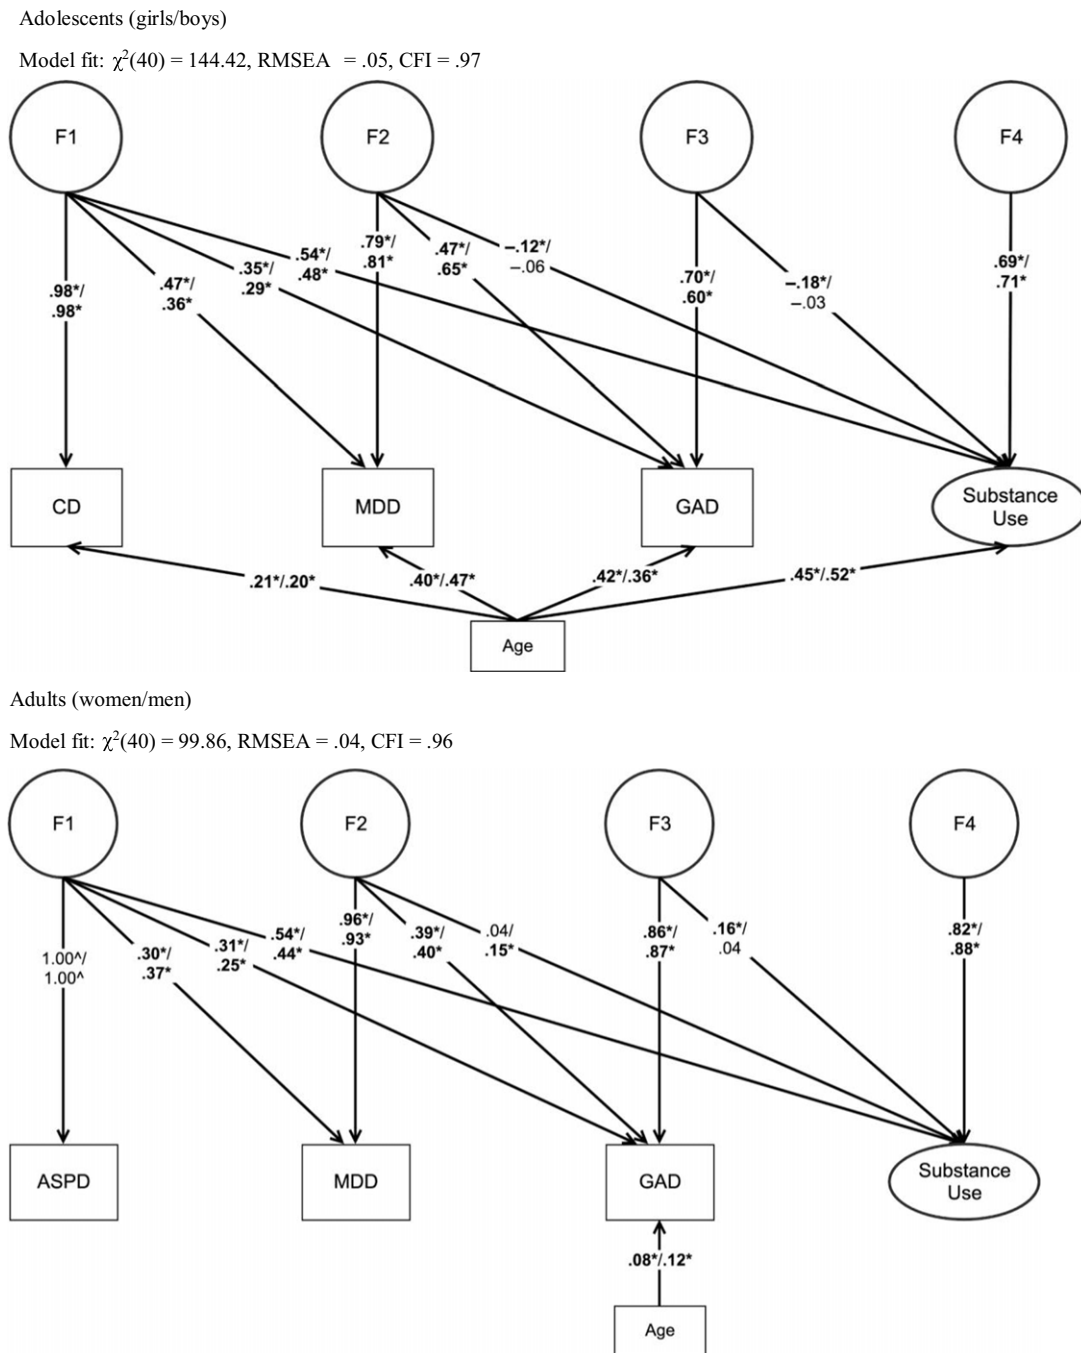 Adolescents (girls/boys)
Model fit: χ²(40) = 144.42, RMSEA = .05, CFI = .97
F1
F2
F3
F4
.98*/
.98*
.47*/
.36*
.35*/
.29*
.54*/
.48*
.79*/
.81*
.47*/
.65*
–.12*/
–.06
.70*/
.60*
–.18*/
–.03
.69*/
.71*
CD
MDD
GAD
Substance
Use
.21*/.20*
.40*/.47*
.42*/.36*
.45*/.52*
Age
Adults (women/men)
Model fit: χ²(40) = 99.86, RMSEA = .04, CFI = .96
F1
F2
F3
F4
1.00^/
1.00^
.30*/
.37*
.31*/
.25*
.54*/
.44*
.96*/
.93*
.39*/
.40*
.04/
.15*
.86*/
.87*
.16*/
.04
.82*/
.88*
ASPD
MDD
GAD
Substance
Use
.08*/.12*
Age